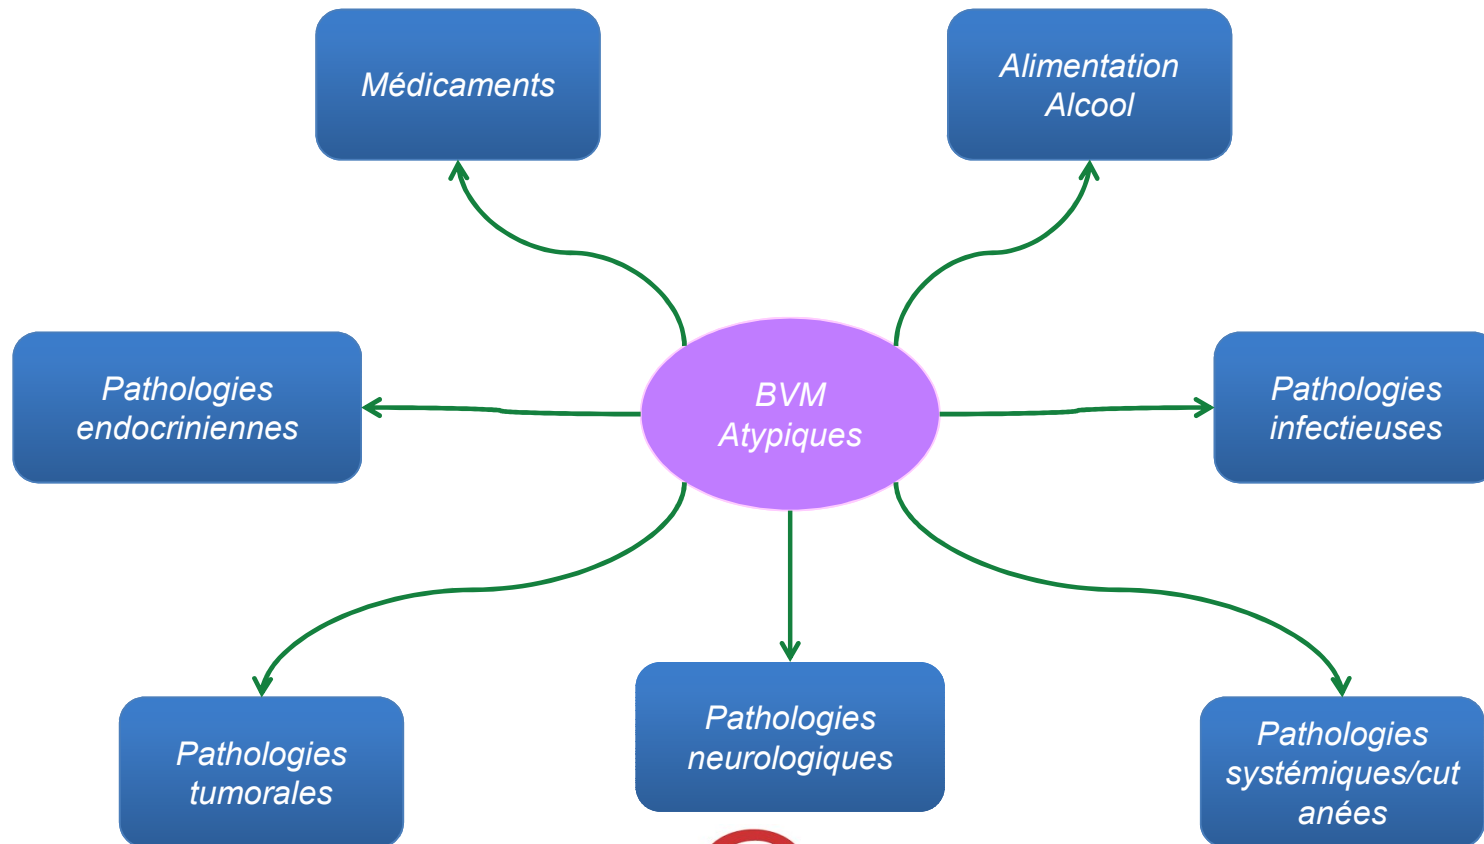 Médicaments
Alimentation
Alcool
Pathologies
endocriniennes
BVM
Atypiques
Pathologies
infectieuses
Pathologies
tumorales
Pathologies
neurologiques
Pathologies
systémiques/cut
anées